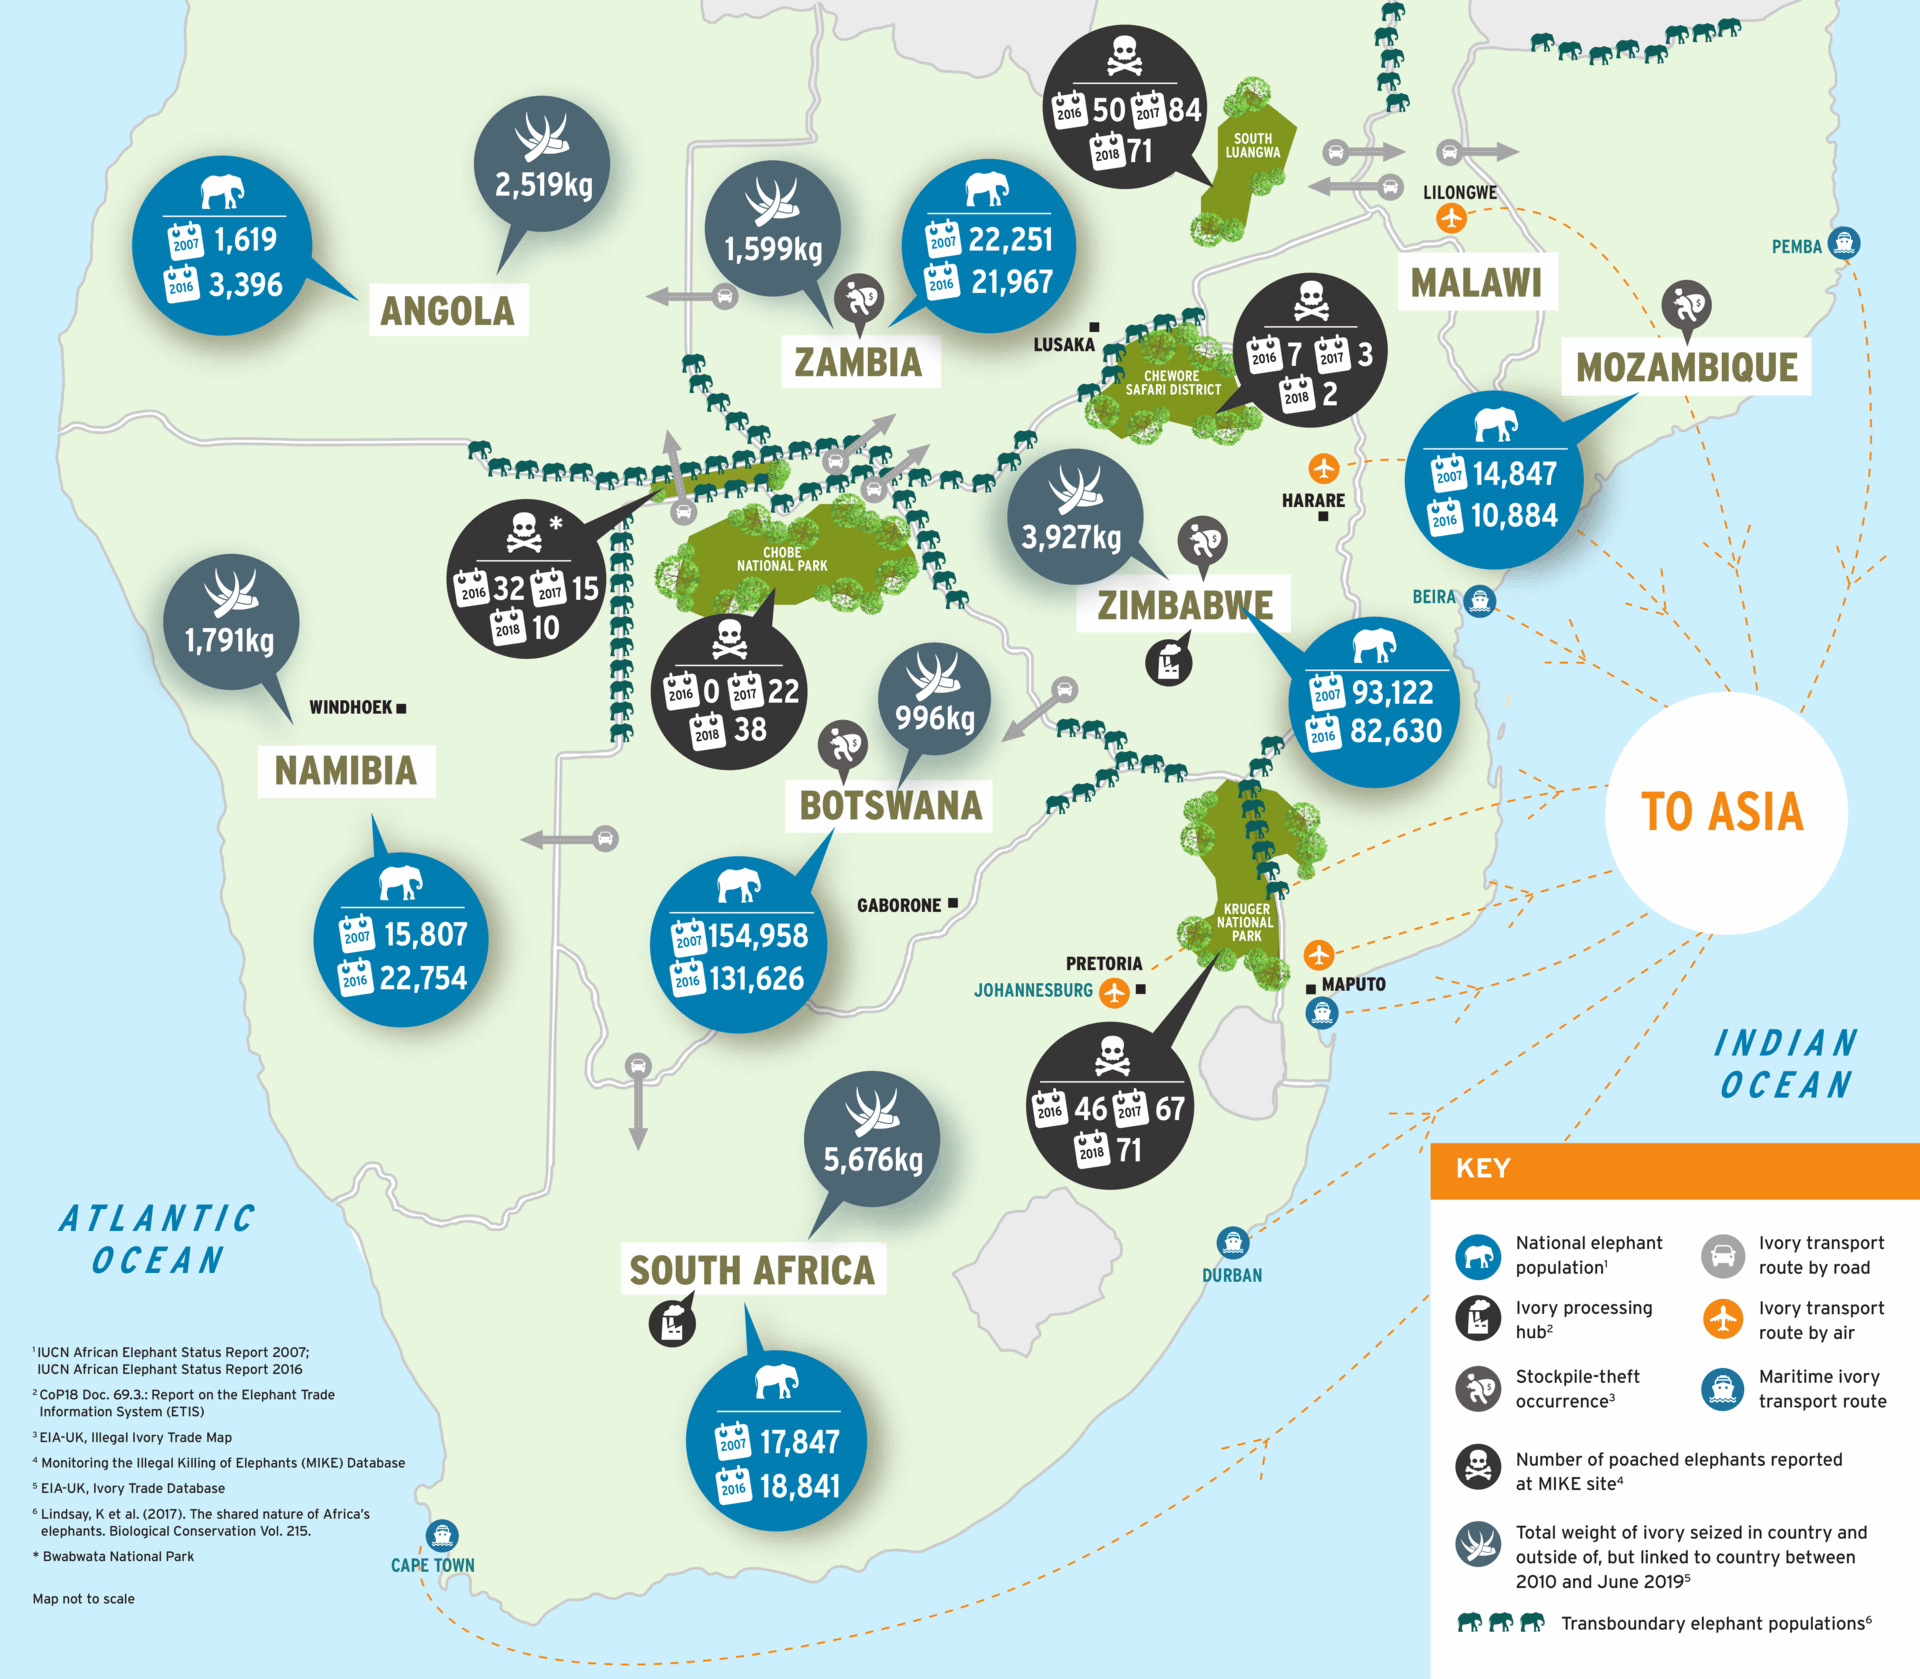 50
84
2016
2017
71
2018
SOUTH
LUANGWA
2,519kg
1,599kg
2007 1,619
2016 3,396
2007 22,251
2016 21,967
LILONGWE
PEMBA
ANGOLA
MALAWI
LUSAKA
ZAMBIA
CHEWORE
SAFARI DISTRICT
2016 7 2017 3
2018 2
MOZAMBIQUE
2007 14,847
2016 10,884
HARARE
3,927kg
CHOBE
NATIONAL PARK
*
2016 32 2017 15
2018 10
BEIRA
ZIMBABWE
1,791kg
WINDHOEK
2016 0 2017 22
2018 38
996kg
2007 93,122
2016 82,630
NAMIBIA
BOTSWANA
TO ASIA
2007 15,807
2016 22,754
2007 154,958
2016 131,626
GABORONE
KRUGER
NATIONAL
PARK
PRETORIA
JOHANNESBURG
MAPUTO
INDIAN
OCEAN
2016 46 2017 67
2018 71
5,676kg
ATLANTIC
OCEAN
SOUTH AFRICA
DURBAN
2007 17,847
2016 18,841
CAPE TOWN
KEY
National elephant
population¹
Ivory transport
route by road
Ivory processing
hub²
Ivory transport
route by air
Stockpile-theft
occurrence³
Maritime ivory
transport route
Number of poached elephants reported
at MIKE site⁴
Total weight of ivory seized in country and
outside of, but linked to country between
2010 and June 2019⁵
Transboundary elephant populations⁶
¹ IUCN African Elephant Status Report 2007;
IUCN African Elephant Status Report 2016
² CoP18 Doc. 69.3.: Report on the Elephant Trade
Information System (ETIS)
³ EIA-UK, Illegal Ivory Trade Map
⁴ Monitoring the Illegal Killing of Elephants (MIKE) Database
⁵ EIA-UK, Ivory Trade Database
⁶ Lindsay, K et al. (2017). The shared nature of Africa's
elephants. Biological Conservation Vol. 215.
* Bwabwata National Park
Map not to scale